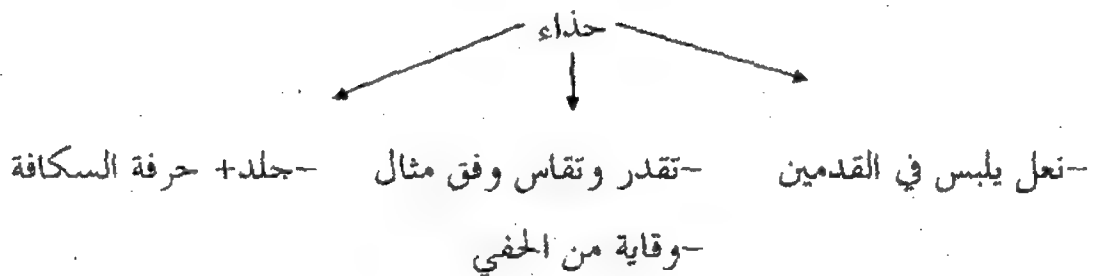 حذاء
-نعل يلبس في القدمين -تقدر وتقاس وفق مثال -جلد+ حرفة السكافة
-وقاية من الحفي